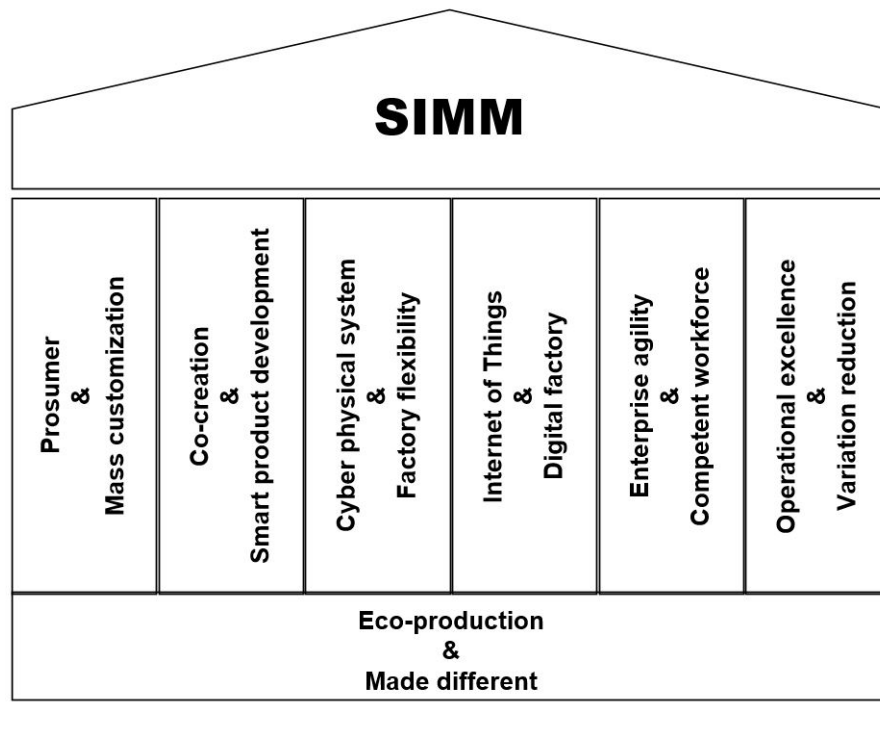 SIMM
Prosumer
&
Mass customization
Co-creation
&
Smart product development
Cyber physical system
&
Factory flexibility
Internet of Things
&
Digital factory
Enterprise agility
&
Competent workforce
Operational excellence
&
Variation reduction
Eco-production
&
Made different